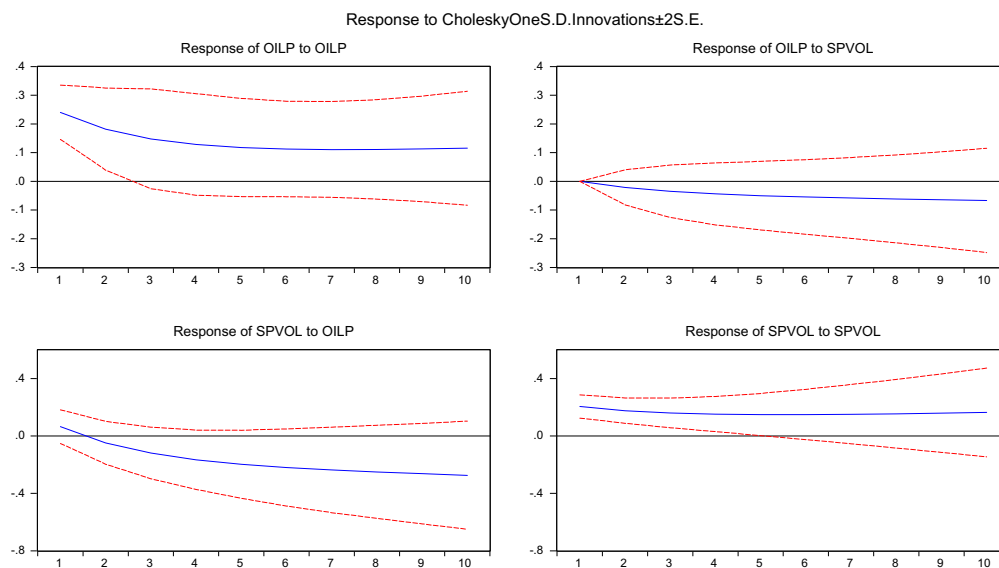 Response to CholeskyOneS.D.Innovations±2S.E.
Response of OILP to OILP
.4
.3
.2
.1
.0
-.1
-.2
-.3
1 2 3 4 5 6 7 8 9 10
Response of OILP to SPVOL
.4
.3
.2
.1
.0
-.1
-.2
-.3
1 2 3 4 5 6 7 8 9 10
Response of SPVOL to OILP
.4
.0
-.4
-.8
1 2 3 4 5 6 7 8 9 10
Response of SPVOL to SPVOL
.4
.0
-.4
-.8
1 2 3 4 5 6 7 8 9 10